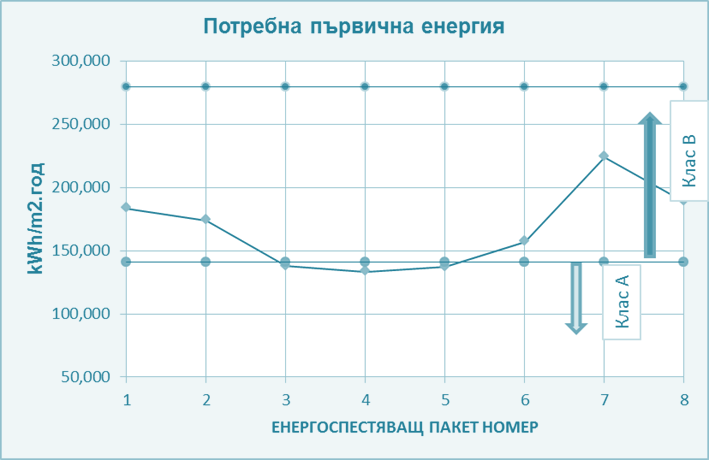 Потребна първична енергия
300,000
250,000
200,000
150,000
100,000
50,000
kWh/m2.год
Клас B
Клас A
1 2 3 4 5 6 7 8
ЕНЕРГОСПЕСТЯВАЩ ПАКЕТ НОМЕР